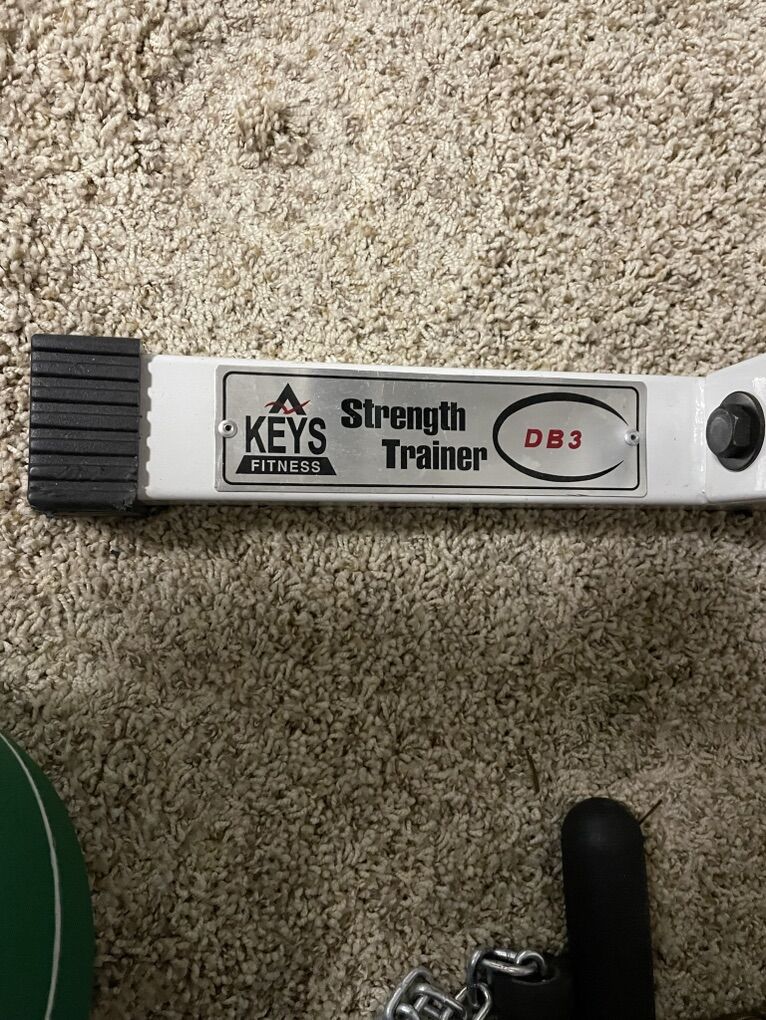 KEYS
FITNESS
Strength
Trainer
DB3